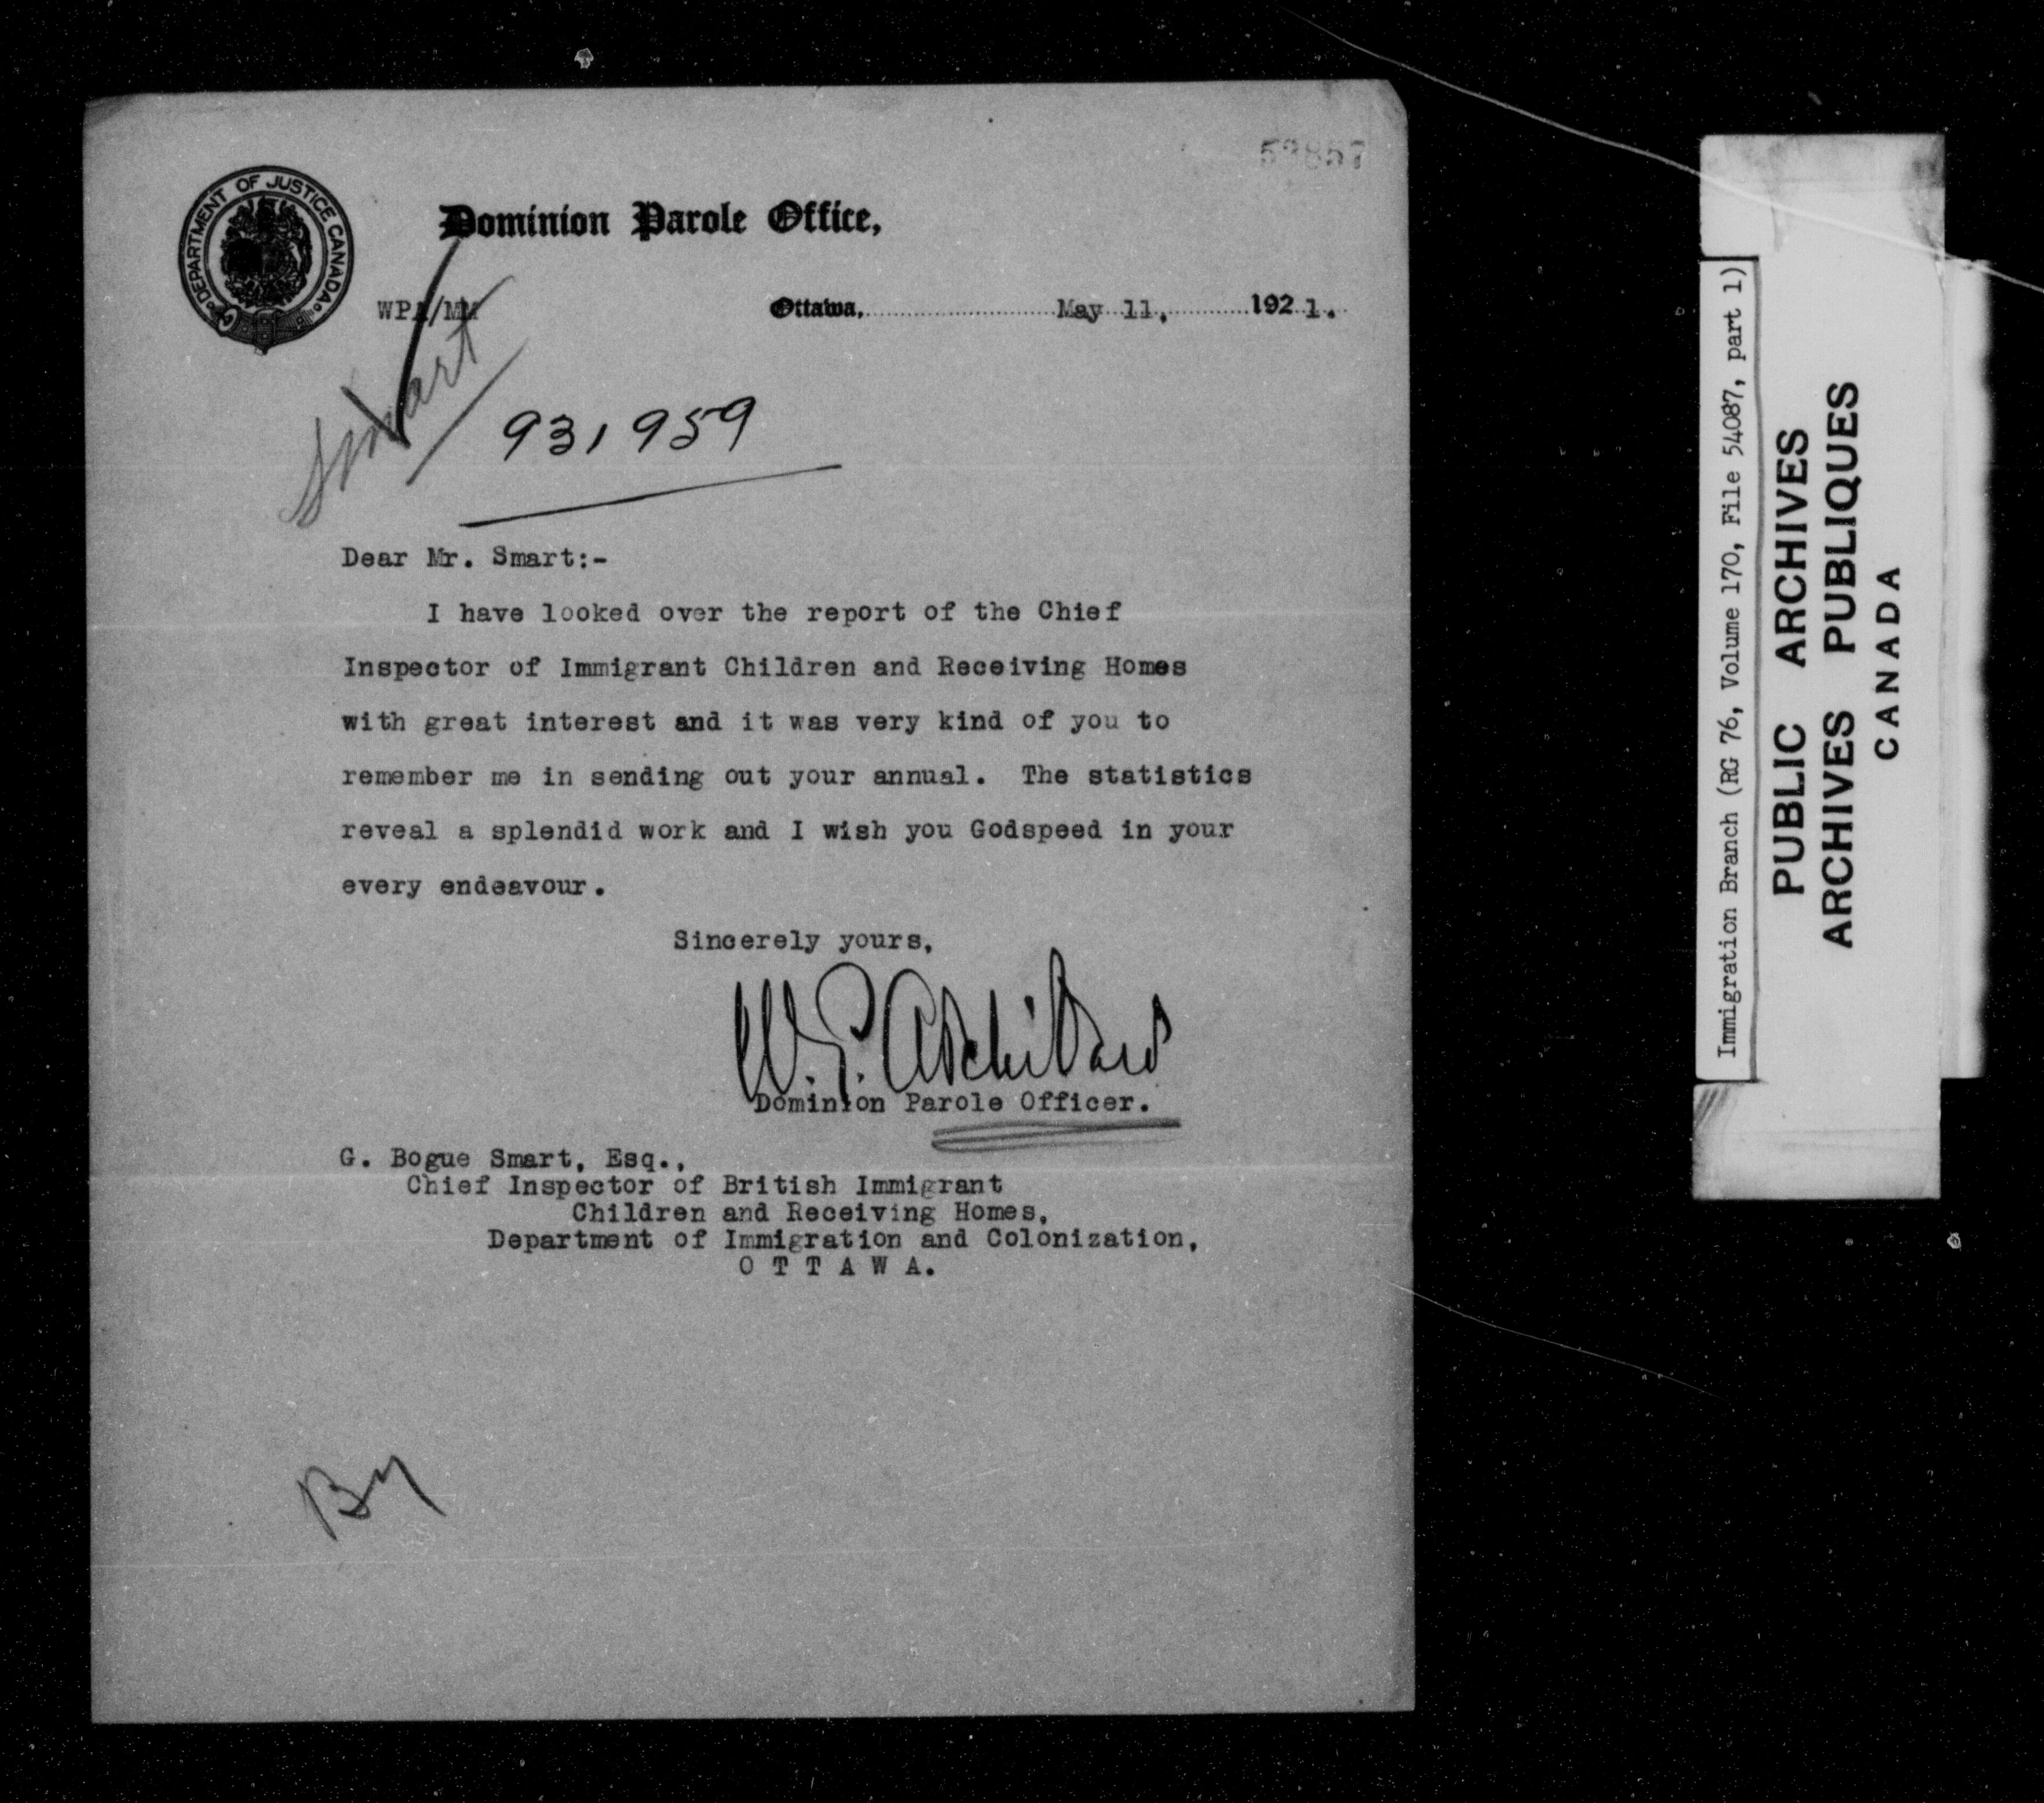 53857
DEPARTMENT OF JUSTICE CANADA
Dominion Parole Office,
WPA/MM
Ottawa, May 11, 1921.
Smart
931959
Dear Mr. Smart:-
I have looked over the report of the Chief
Inspector of Immigrant Children and Receiving Homes
with great interest and it was very kind of you to
remember me in sending out your annual. The statistics
reveal a splendid work and I wish you Godspeed in your
every endeavour.
Sincerely yours,
W. P. Archibald
Dominion Parole Officer.
G. Bogue Smart, Esq.,
Chief Inspector of British Immigrant
Children and Receiving Homes,
Department of Immigration and Colonization,
O T T A W A.
Immigration Branch (RG 76, Volume 170, File 54087, part 1)
PUBLIC ARCHIVES
ARCHIVES PUBLIQUES
CANADA